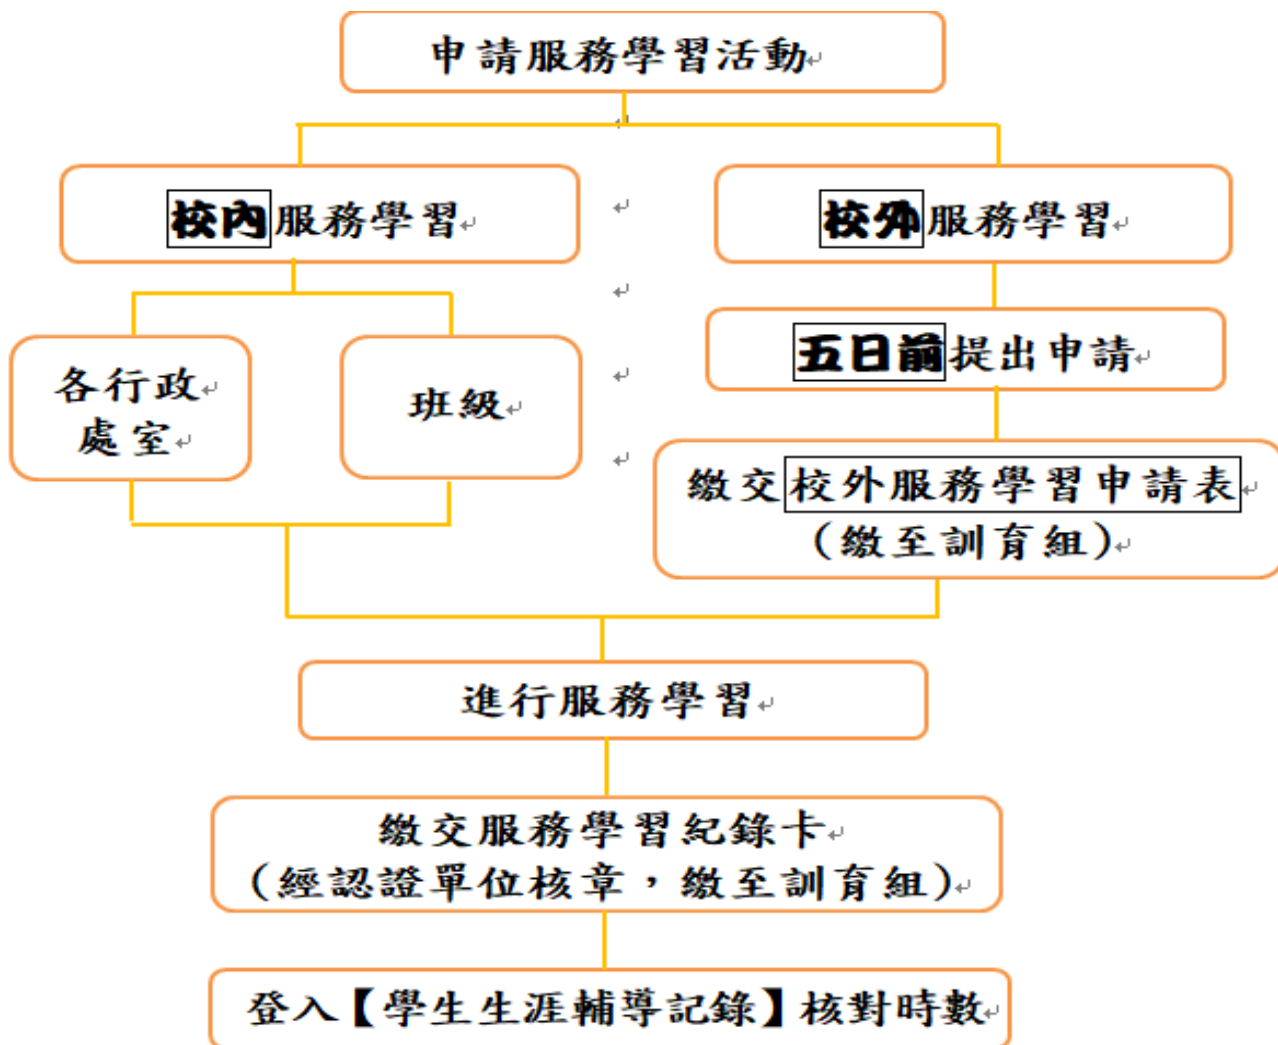 申請服務學習活動
校內服務學習
校外服務學習
各行政
處室
班級
五日前提出申請
繳交校外服務學習申請表
(繳至訓育組)
進行服務學習
繳交服務學習紀錄卡
(經認證單位核章，繳至訓育組)
登入【學生生涯輔導記錄】核對時數